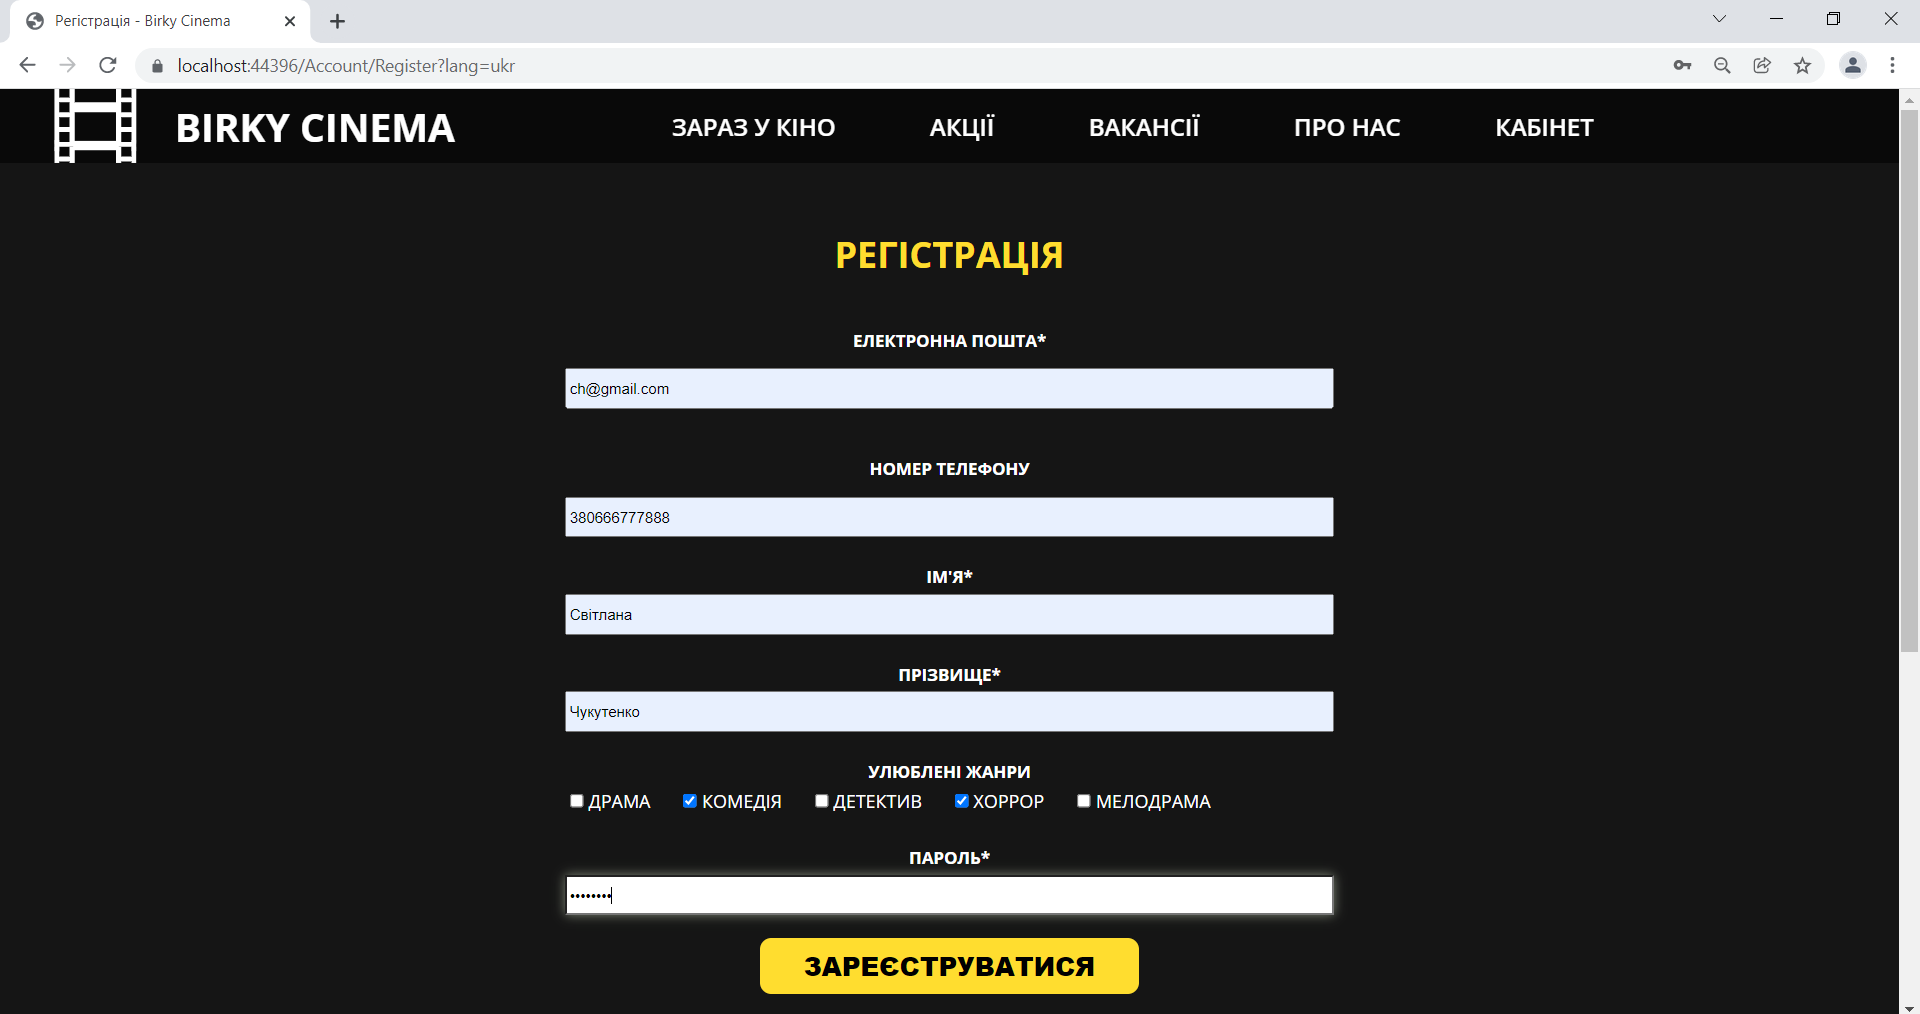 Регістрація - Birky Cinema
localhost:44396/Account/Register?lang=ukr
BIRKY CINEMA
ЗАРАЗ У КІНО
АКЦІЇ
ВАКАНСІЇ
ПРО НАС
КАБІНЕТ
РЕГІСТРАЦІЯ
ЕЛЕКТРОННА ПОШТА*
ch@gmail.com
НОМЕР ТЕЛЕФОНУ
380666777888
ІМ'Я*
Світлана
ПРІЗВИЩЕ*
Чукутенко
УЛЮБЛЕНІ ЖАНРИ
ДРАМА КОМЕДІЯ ДЕТЕКТИВ ХОРРОР МЕЛОДРАМА
ПАРОЛЬ*
••••••••
ЗАРЕЄСТРУВАТИСЯ